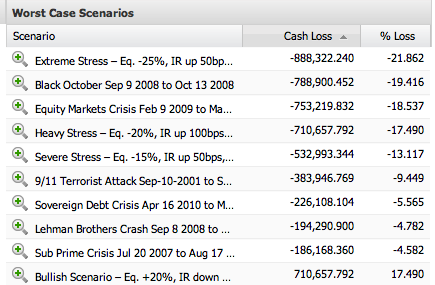 Worst Case Scenarios
Scenario Cash Loss % Loss
Extreme Stress – Eq. -25%, IR up 50bp... -888,322.240 -21.862
Black October Sep 9 2008 to Oct 13 2008 -788,900.452 -19.416
Equity Markets Crisis Feb 9 2009 to Ma... -753,219.832 -18.537
Heavy Stress – Eq. -20%, IR up 100bps... -710,657.792 -17.490
Severe Stress – Eq. -15%, IR up 50bps,... -532,993.344 -13.117
9/11 Terrorist Attack Sep-10-2001 to S... -383,946.769 -9.449
Sovereign Debt Crisis Apr 16 2010 to M... -226,108.104 -5.565
Lehman Brothers Crash Sep 8 2008 to ... -194,290.900 -4.782
Sub Prime Crisis Jul 20 2007 to Aug 17 ... -186,168.360 -4.582
Bullish Scenario – Eq. +20%, IR down ... 710,657.792 17.490